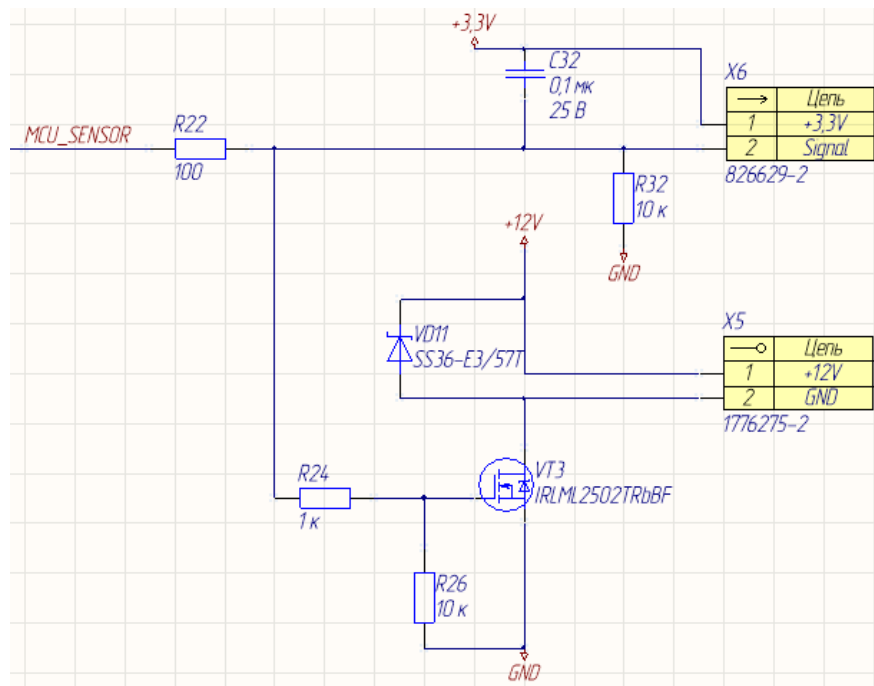 +3,3V
C32
0,1 мк
25 В
X6
Цепь
1 +3,3V
2 Signal
826629-2
MCU_SENSOR
R22
100
R32
10 к
GND
+12V
VD11
SS36-E3/57T
X5
Цепь
1 +12V
2 GND
1776275-2
R24
1 к
VT3
IRLML2502TRbBF
R26
10 к
GND